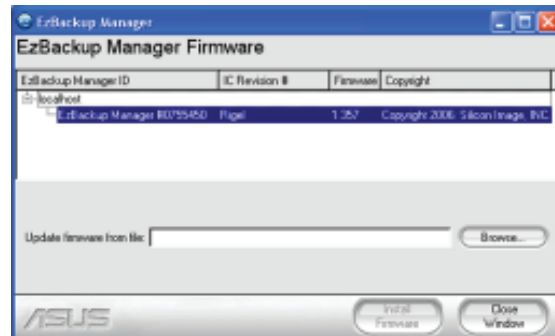 EzBackup Manager
EzBackup Manager Firmware
EzBackup Manager ID IC Revision # Firmware Copyright
localhost
EzBackup Manager Rigel 1.357 Copyright 2006 Silicon Image, INC
Update firmware from file: Browse...
ASUS Install Firmware Close Window